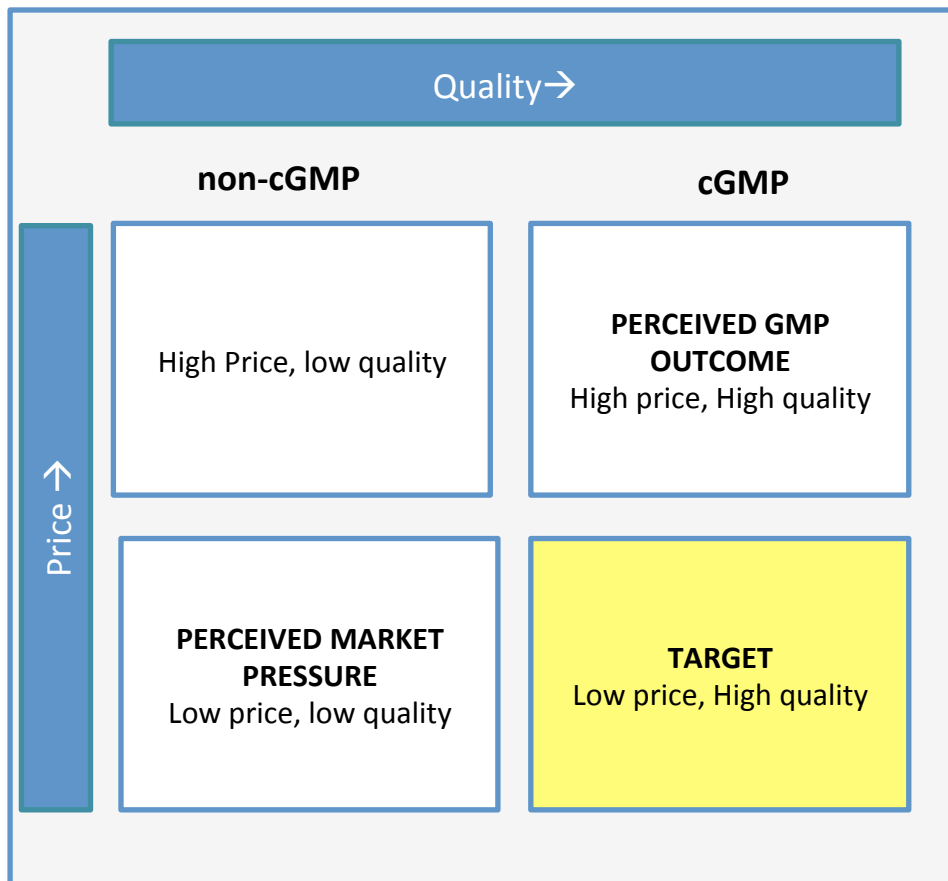 Quality→
non-cGMP
cGMP
Price →
High Price, low quality
PERCEIVED GMP
OUTCOME
High price, High quality
PERCEIVED MARKET
PRESSURE
Low price, low quality
TARGET
Low price, High quality